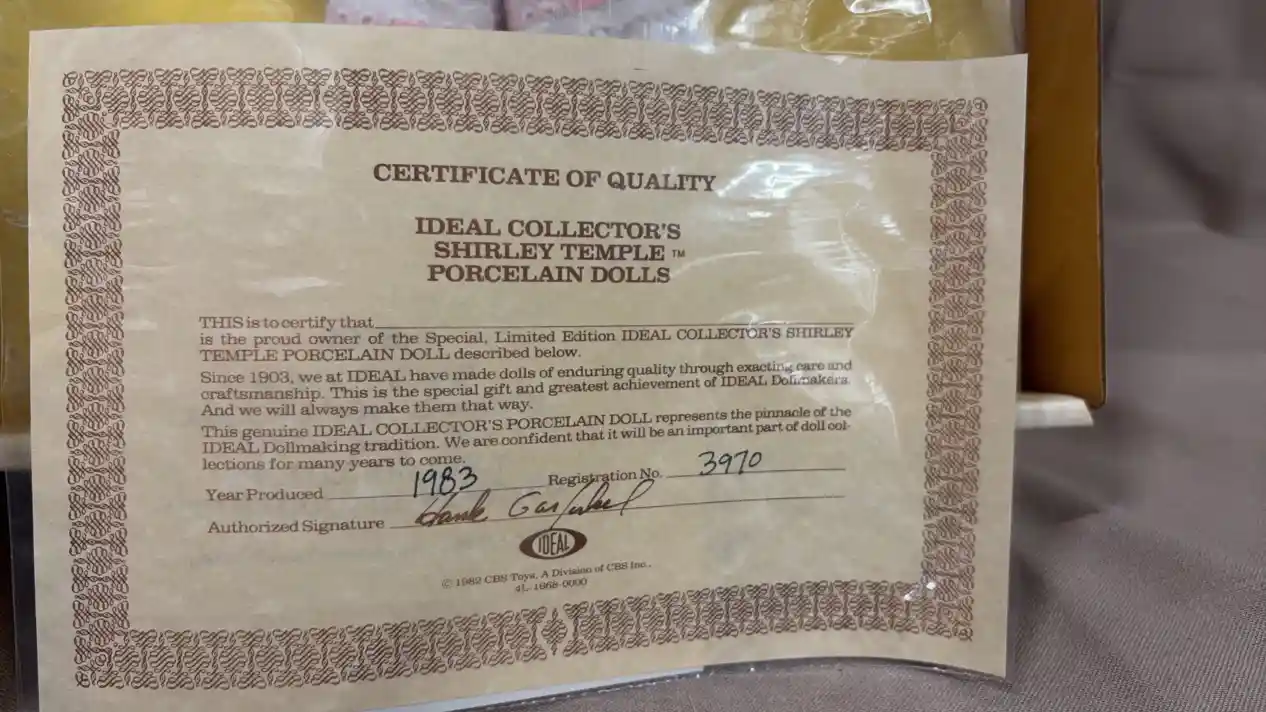 CERTIFICATE OF QUALITY
IDEAL COLLECTOR'S
SHIRLEY TEMPLE™
PORCELAIN DOLLS
THIS is to certify that
is the proud owner of the Special, Limited Edition IDEAL COLLECTOR'S SHIRLEY
TEMPLE PORCELAIN DOLL described below.
Since 1903, we at IDEAL have made dolls of enduring quality through exacting care and
craftsmanship. This is the special gift and greatest achievement of IDEAL Dollmakers.
And we will always make them that way.
This genuine IDEAL COLLECTOR'S PORCELAIN DOLL represents the pinnacle of the
IDEAL Dollmaking tradition. We are confident that it will be an important part of doll col-
lections for many years to come.
Year Produced 1983 Registration No. 3970
Authorized Signature Hank
IDEAL
© 1982 CBS Toys, A Division of CBS Inc.,